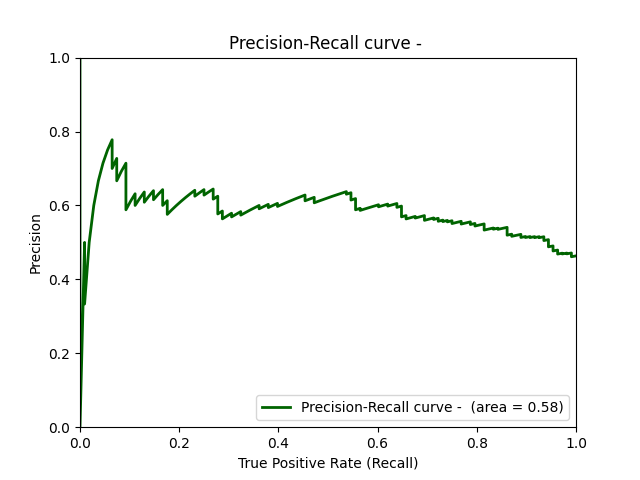 Precision-Recall curve -
1.0
0.8
0.6
0.4
0.2
0.0
Precision
0.0 0.2 0.4 0.6 0.8 1.0
True Positive Rate (Recall)
Precision-Recall curve -  (area = 0.58)